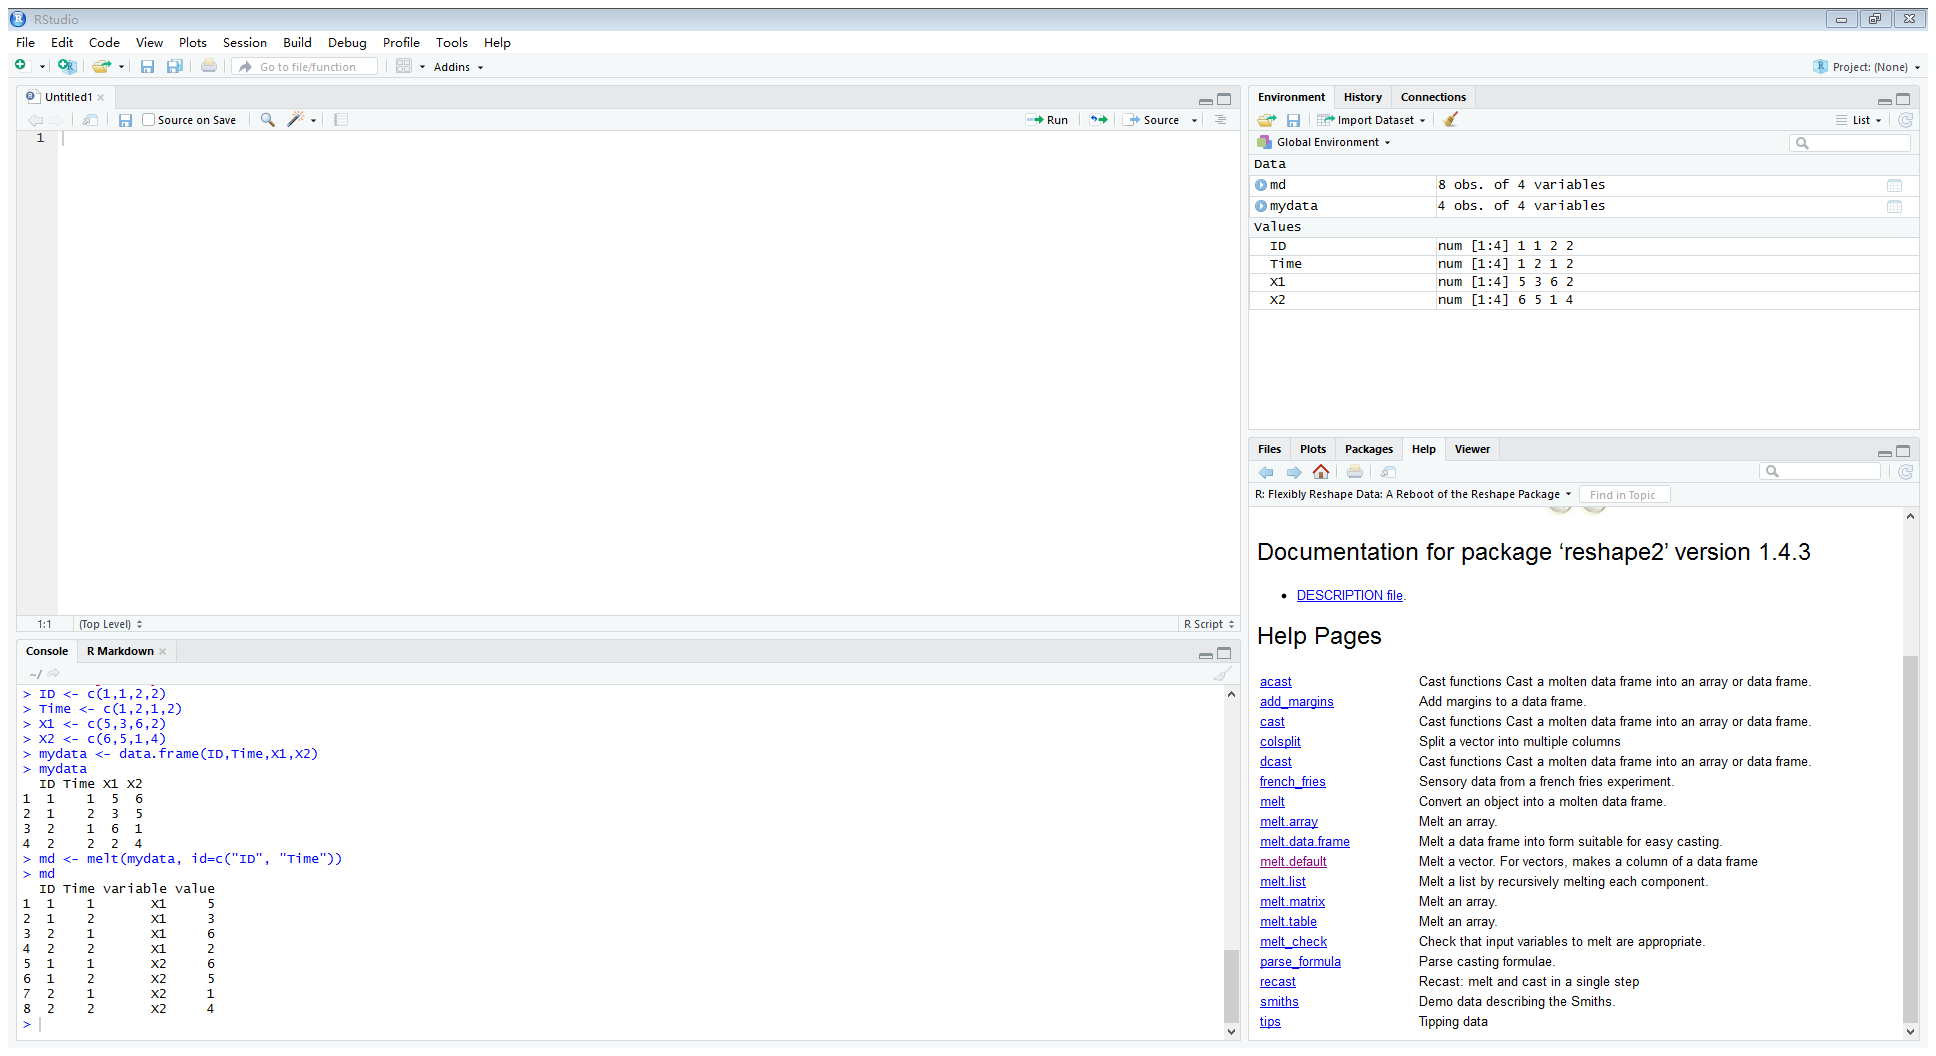 RStudio
File Edit Code View Plots Session Build Debug Profile Tools Help
Go to file/function Addins Project: (None)
Untitled1
Source on Save Run Source
1
1:1 (Top Level) R Script
Console R Markdown
~/
> ID <- c(1,1,2,2)
> Time <- c(1,2,1,2)
> X1 <- c(5,3,6,2)
> X2 <- c(6,5,1,4)
> mydata <- data.frame(ID,Time,X1,X2)
> mydata
  ID Time X1 X2
1  1    1  5  6
2  1    2  3  5
3  2    1  6  1
4  2    2  2  4
> md <- melt(mydata, id=c("ID", "Time"))
> md
  ID Time variable value
1  1    1       X1     5
2  1    2       X1     3
3  2    1       X1     6
4  2    2       X1     2
5  1    1       X2     6
6  1    2       X2     5
7  2    1       X2     1
8  2    2       X2     4
>
Environment History Connections
Import Dataset List
Global Environment
Data
md 8 obs. of 4 variables
mydata 4 obs. of 4 variables
Values
ID num [1:4] 1 1 2 2
Time num [1:4] 1 2 1 2
X1 num [1:4] 5 3 6 2
X2 num [1:4] 6 5 1 4
Files Plots Packages Help Viewer
R: Flexibly Reshape Data: A Reboot of the Reshape Package Find in Topic
Documentation for package ‘reshape2’ version 1.4.3
• DESCRIPTION file.
Help Pages
acast Cast functions Cast a molten data frame into an array or data frame.
add_margins Add margins to a data frame.
cast Cast functions Cast a molten data frame into an array or data frame.
colsplit Split a vector into multiple columns
dcast Cast functions Cast a molten data frame into an array or data frame.
french_fries Sensory data from a french fries experiment.
melt Convert an object into a molten data frame.
melt.array Melt an array.
melt.data.frame Melt a data frame into form suitable for easy casting.
melt.default Melt a vector. For vectors, makes a column of a data frame
melt.list Melt a list by recursively melting each component.
melt.matrix Melt an array.
melt.table Melt an array.
melt_check Check that input variables to melt are appropriate.
parse_formula Parse casting formulae.
recast Recast: melt and cast in a single step
smiths Demo data describing the Smiths.
tips Tipping data